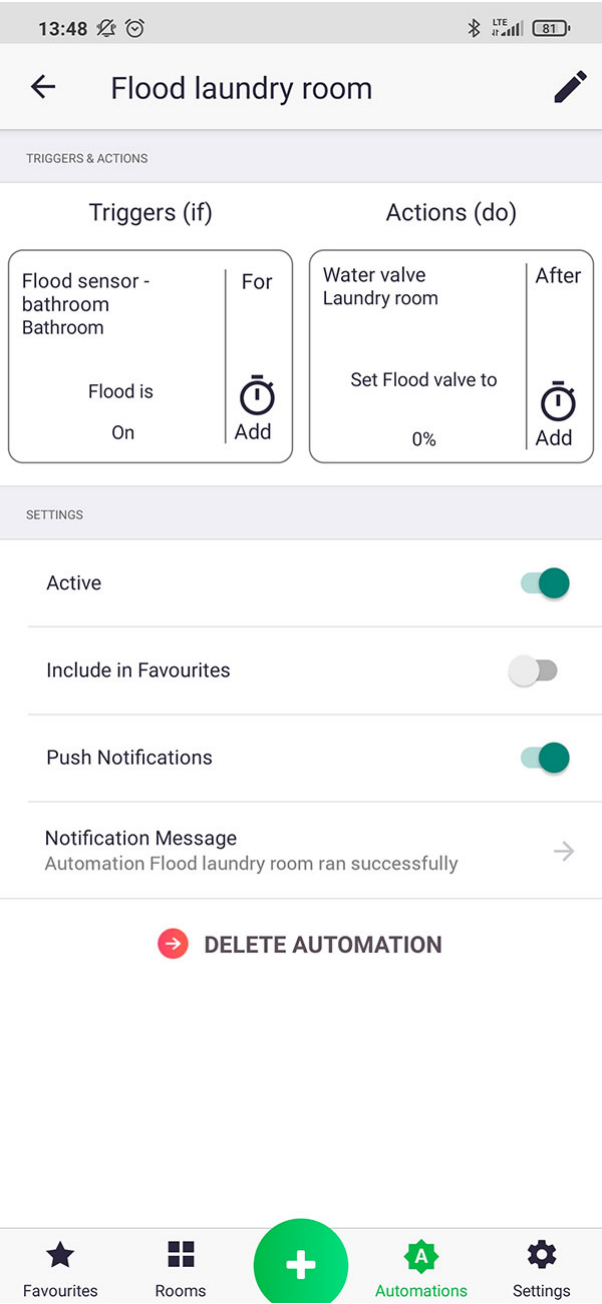 13:48
LTE
81
Flood laundry room
TRIGGERS & ACTIONS
Triggers (if)
Actions (do)
Flood sensor -
bathroom
Bathroom
For
Flood is
On
Add
Water valve
Laundry room
After
Set Flood valve to
0%
Add
SETTINGS
Active
Include in Favourites
Push Notifications
Notification Message
Automation Flood laundry room ran successfully
DELETE AUTOMATION
Favourites
Rooms
A
Automations
Settings